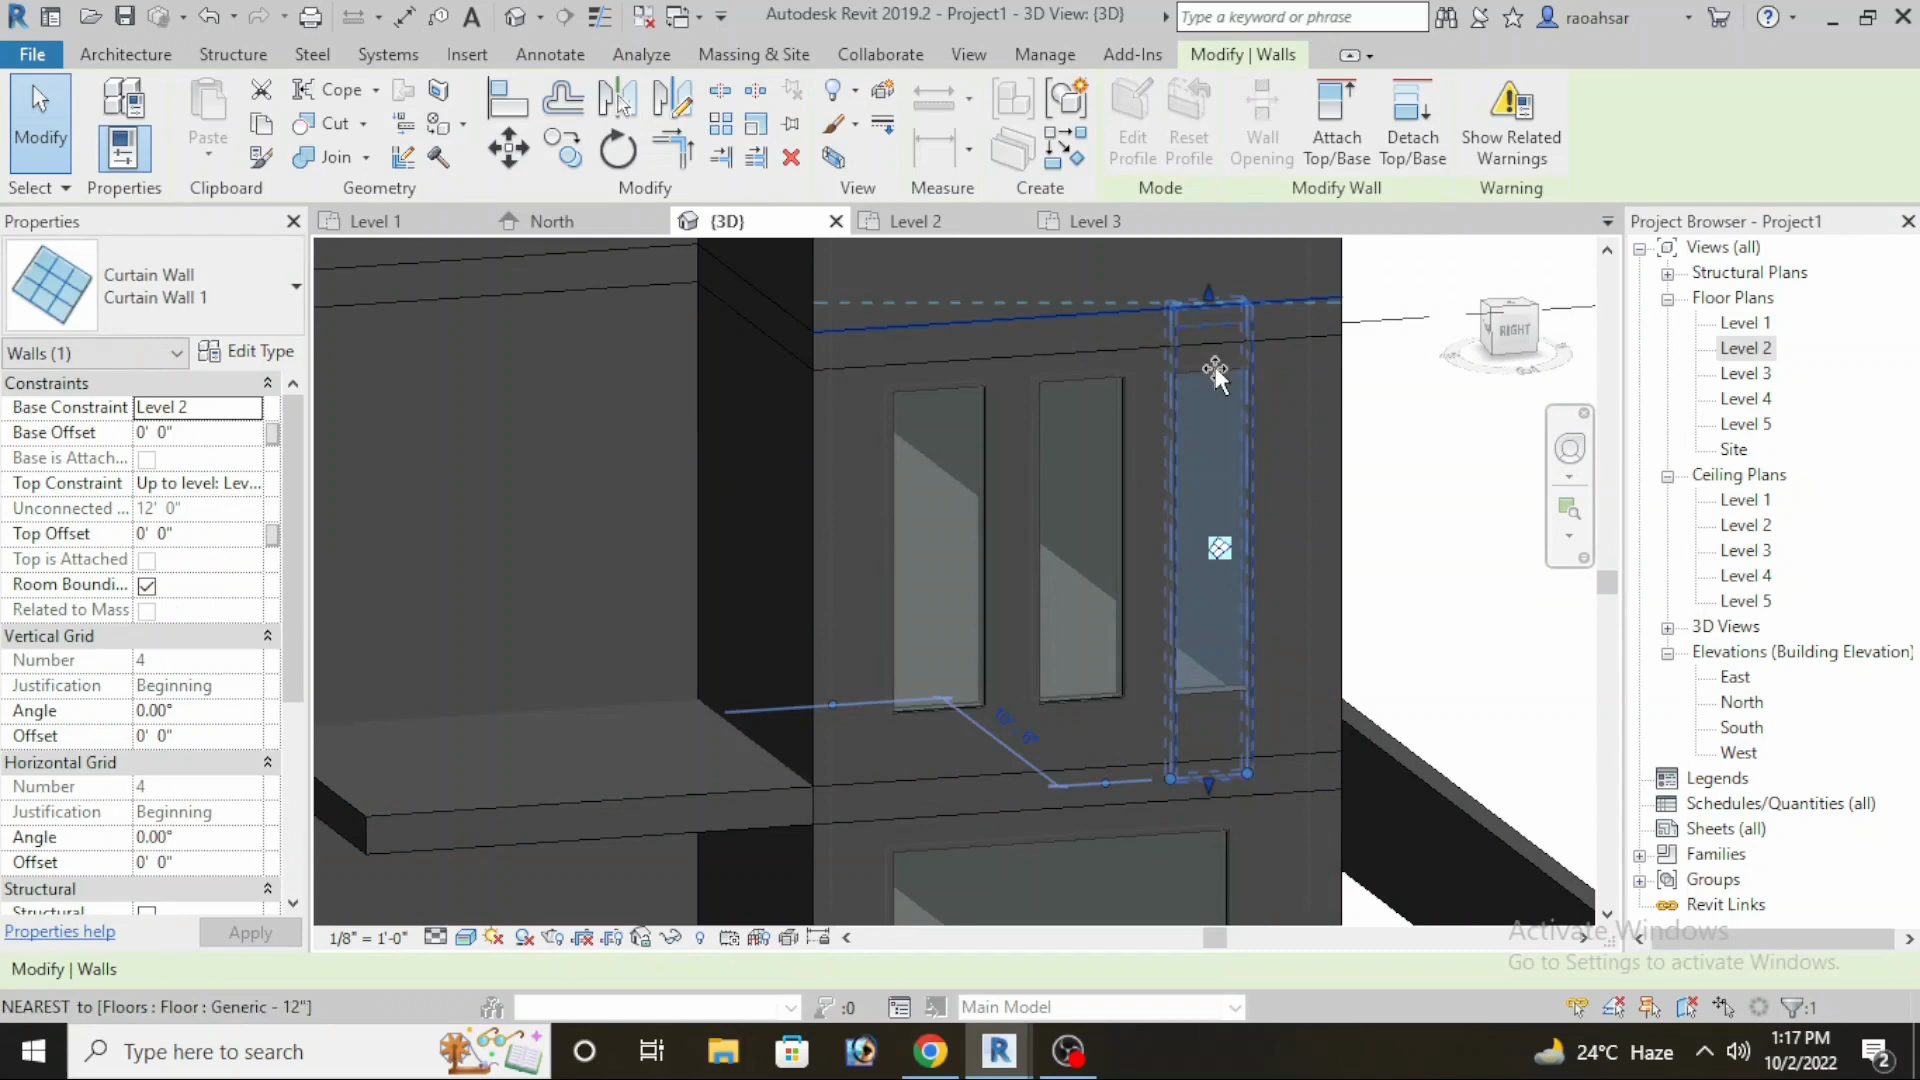 Autodesk Revit 2019.2 - Project1 - 3D View: {3D}
Type a keyword or phrase
raoahsar
File Architecture Structure Steel Systems Insert Annotate Analyze Massing & Site Collaborate View Manage Add-Ins Modify | Walls
Modify
Paste
Cope
Cut
Join
Edit Profile
Reset Profile
Wall Opening
Attach Top/Base
Detach Top/Base
Show Related Warnings
Select Properties Clipboard Geometry Modify View Measure Create Mode Modify Wall Warning
Properties
Level 1 North {3D} Level 2 Level 3
Project Browser - Project1
Curtain Wall
Curtain Wall 1
Walls (1) Edit Type
Constraints
Base Constraint Level 2
Base Offset 0' 0"
Base is Attach...
Top Constraint Up to level: Lev...
Unconnected ... 12' 0"
Top Offset 0' 0"
Top is Attached
Room Boundi...
Related to Mass
Vertical Grid
Number 4
Justification Beginning
Angle 0.00°
Offset 0' 0"
Horizontal Grid
Number 4
Justification Beginning
Angle 0.00°
Offset 0' 0"
Structural
Structural
Properties help Apply
RIGHT
10' - 6"
Views (all)
Structural Plans
Floor Plans
Level 1
Level 2
Level 3
Level 4
Level 5
Site
Ceiling Plans
Level 1
Level 2
Level 3
Level 4
Level 5
3D Views
Elevations (Building Elevation)
East
North
South
West
Legends
Schedules/Quantities (all)
Sheets (all)
Families
Groups
Revit Links
1/8" = 1'-0"
Activate Windows
Go to Settings to activate Windows.
Modify | Walls
NEAREST to [Floors : Floor : Generic - 12"]
:0
Main Model
:1
Type here to search
24°C Haze
1:17 PM
10/2/2022
2